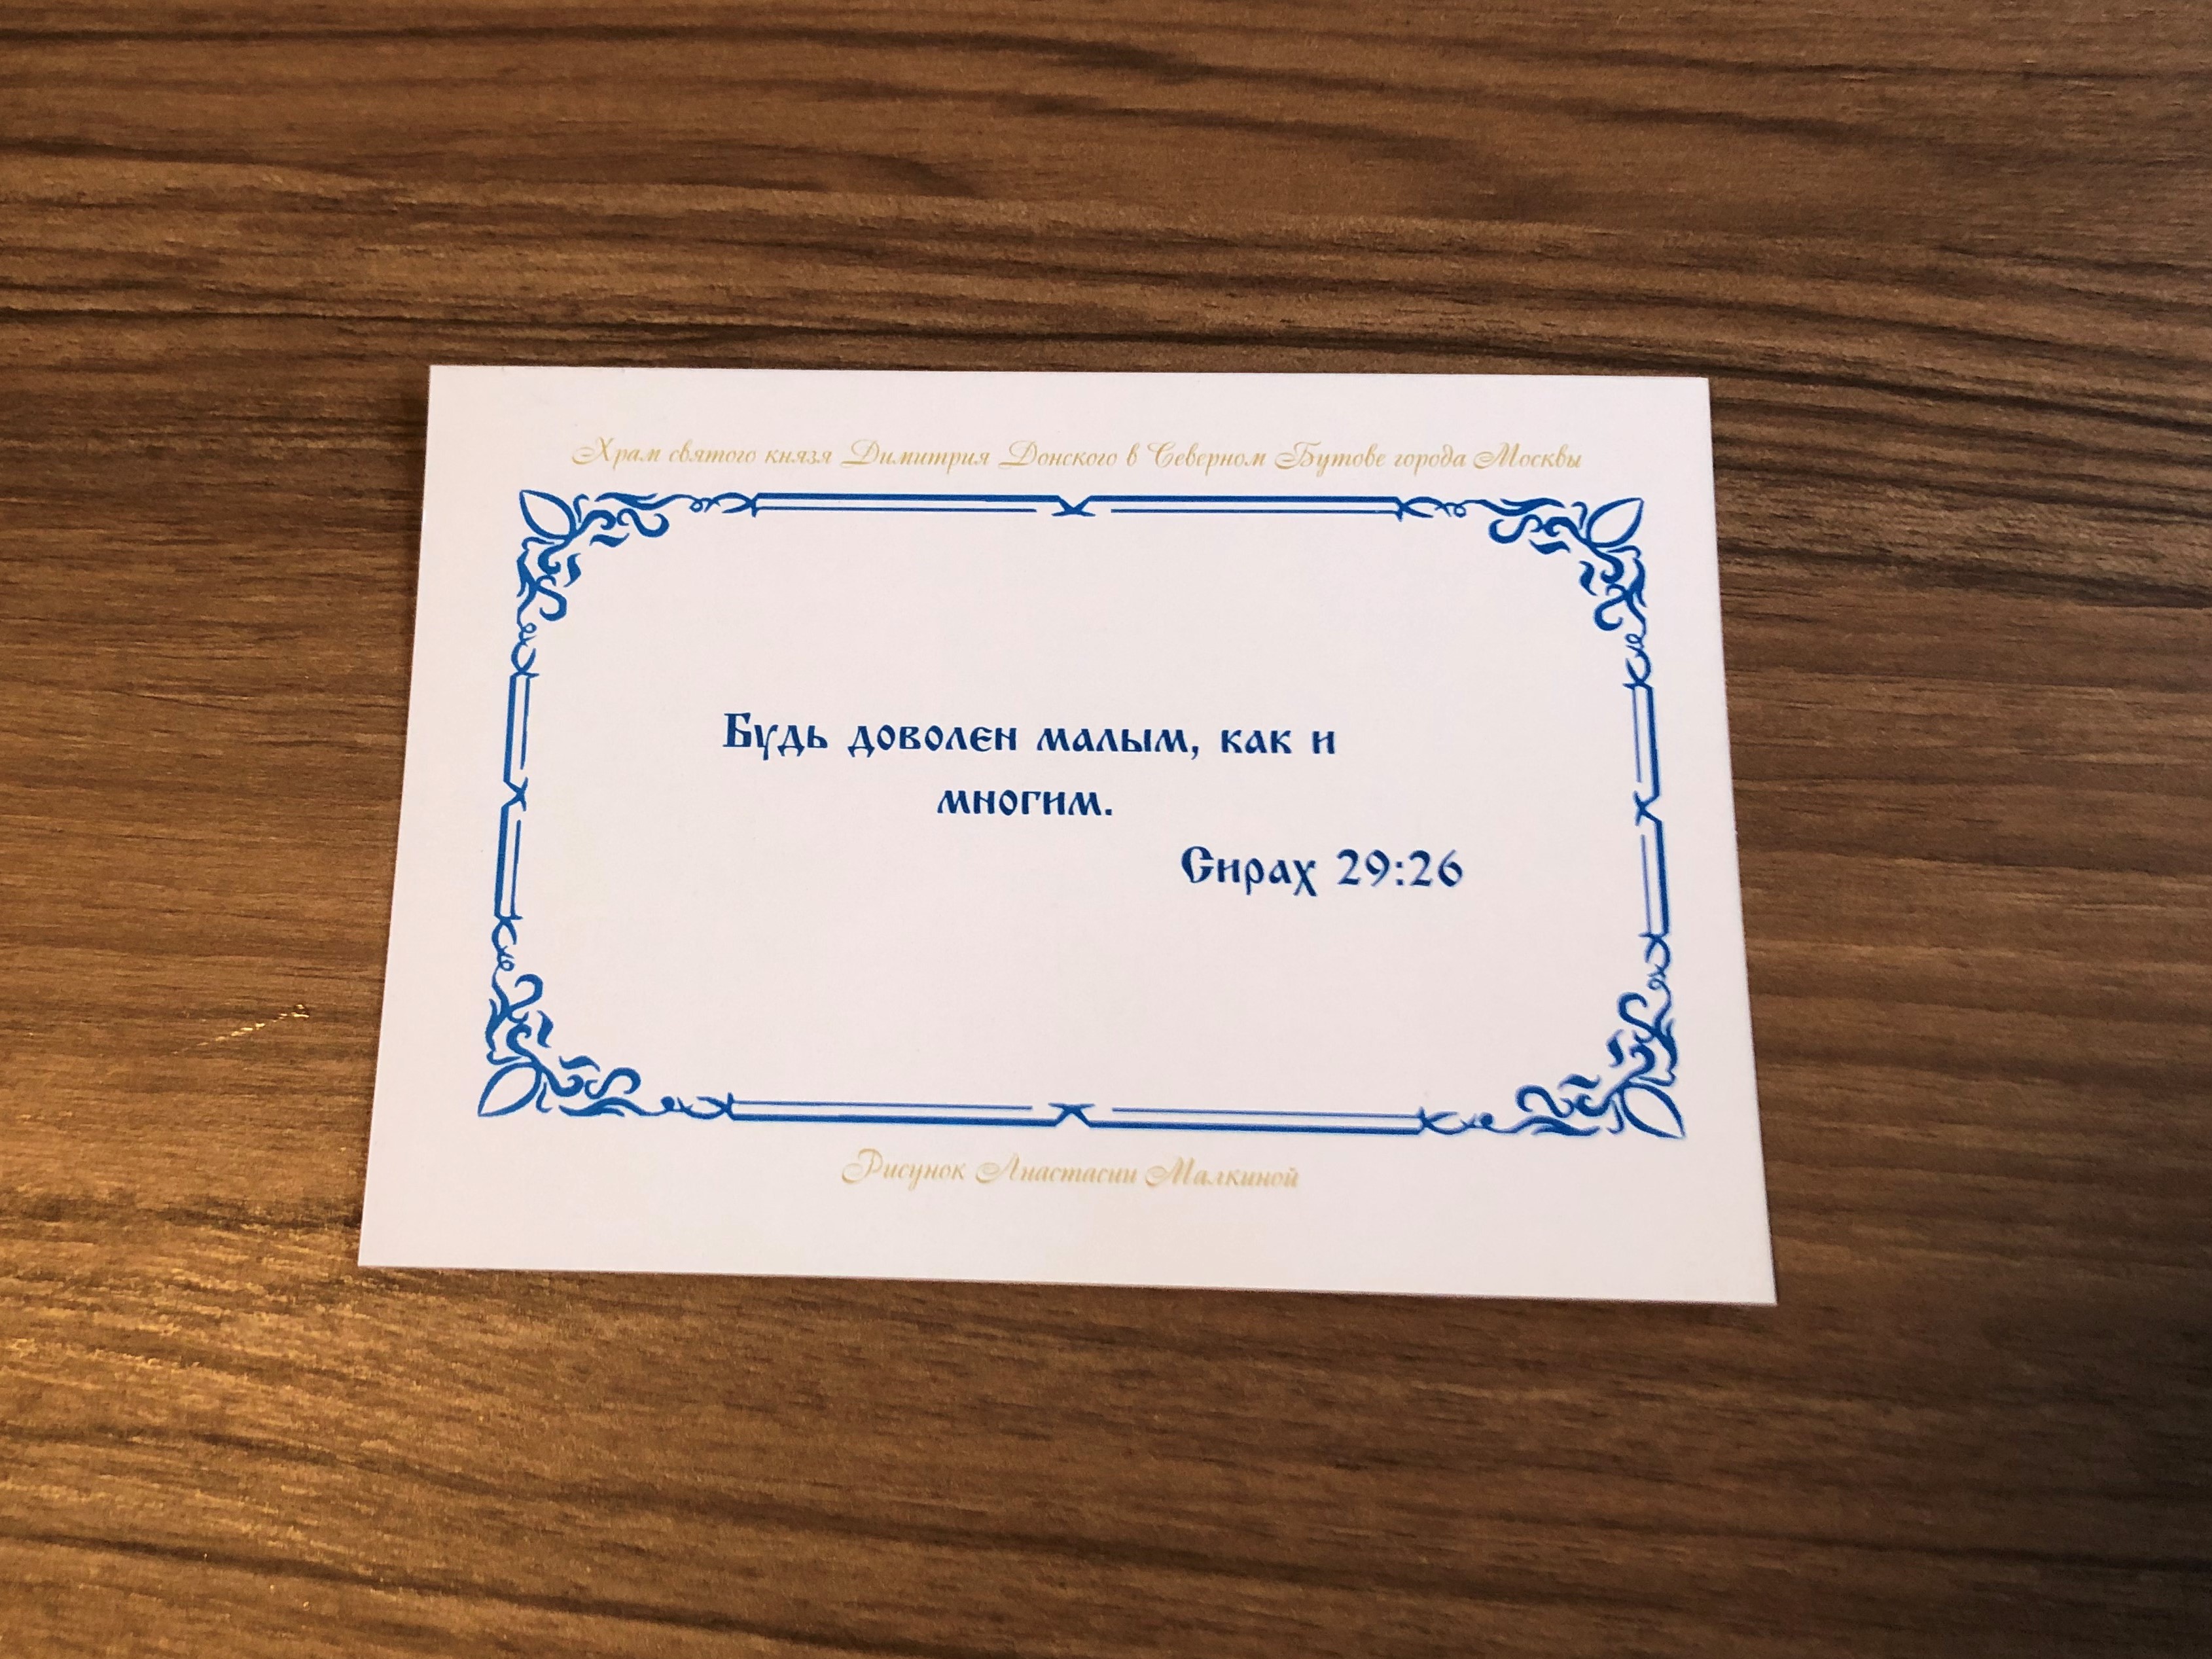 Храм святого князя Димитрия Донского в Северном Бутове города Москвы
Будь доволен малым, как и
многим.
Сирах 29:26
Рисунок Анастасии Малкиной